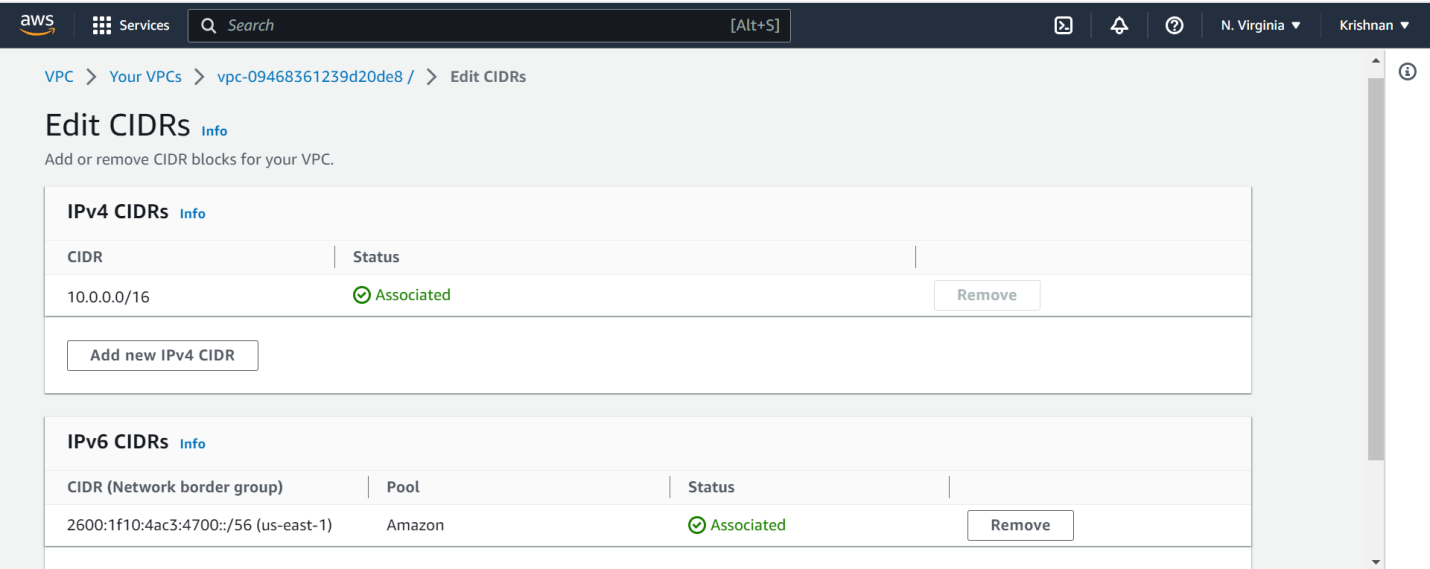 aws Services Search [Alt+S] N. Virginia Krishnan
VPC > Your VPCs > vpc-09468361239d20de8 / > Edit CIDRs
Edit CIDRs Info
Add or remove CIDR blocks for your VPC.
IPv4 CIDRs Info
CIDR Status
10.0.0.0/16 Associated Remove
Add new IPv4 CIDR
IPv6 CIDRs Info
CIDR (Network border group) Pool Status
2600:1f10:4ac3:4700::/56 (us-east-1) Amazon Associated Remove